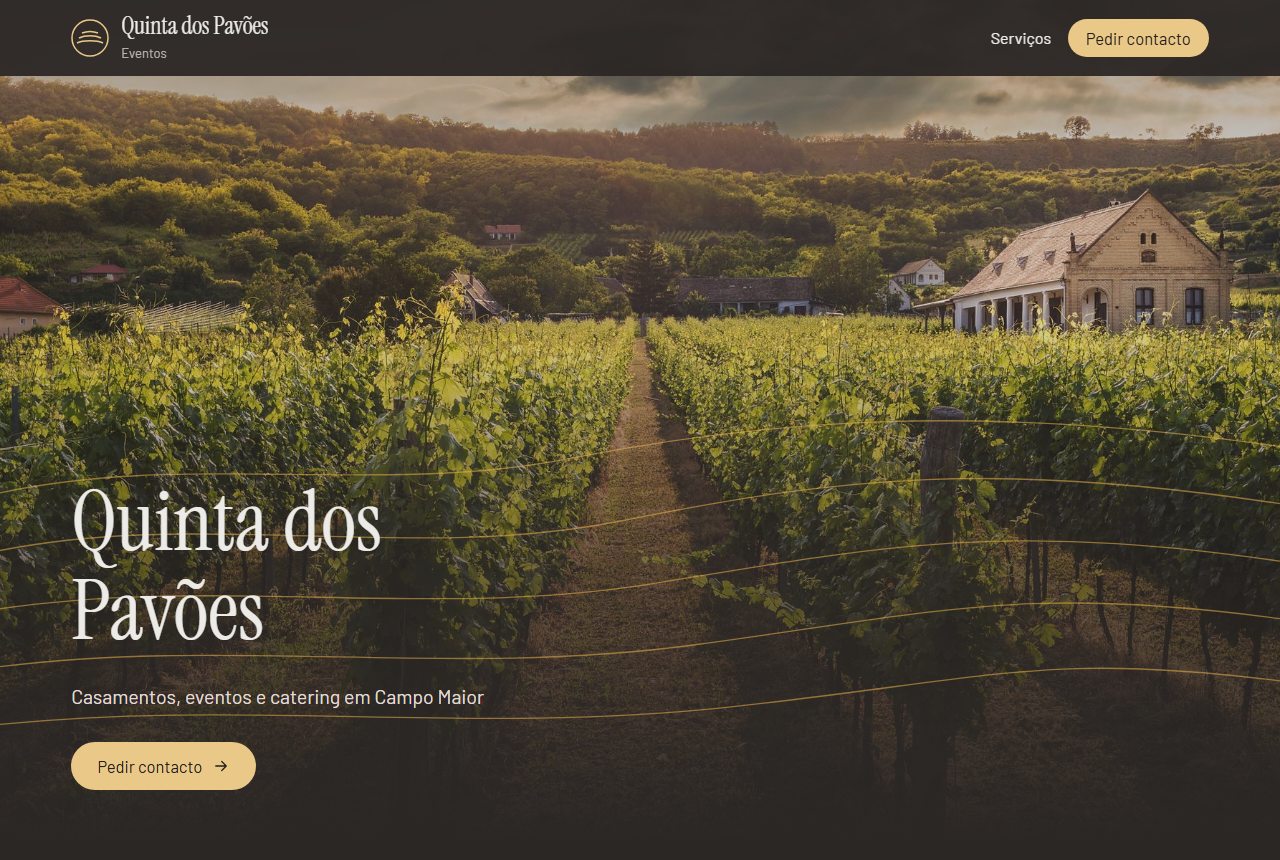 Quinta dos Pavões
Eventos
Serviços
Pedir contacto
Quinta dos
Pavões
Casamentos, eventos e catering em Campo Maior
Pedir contacto